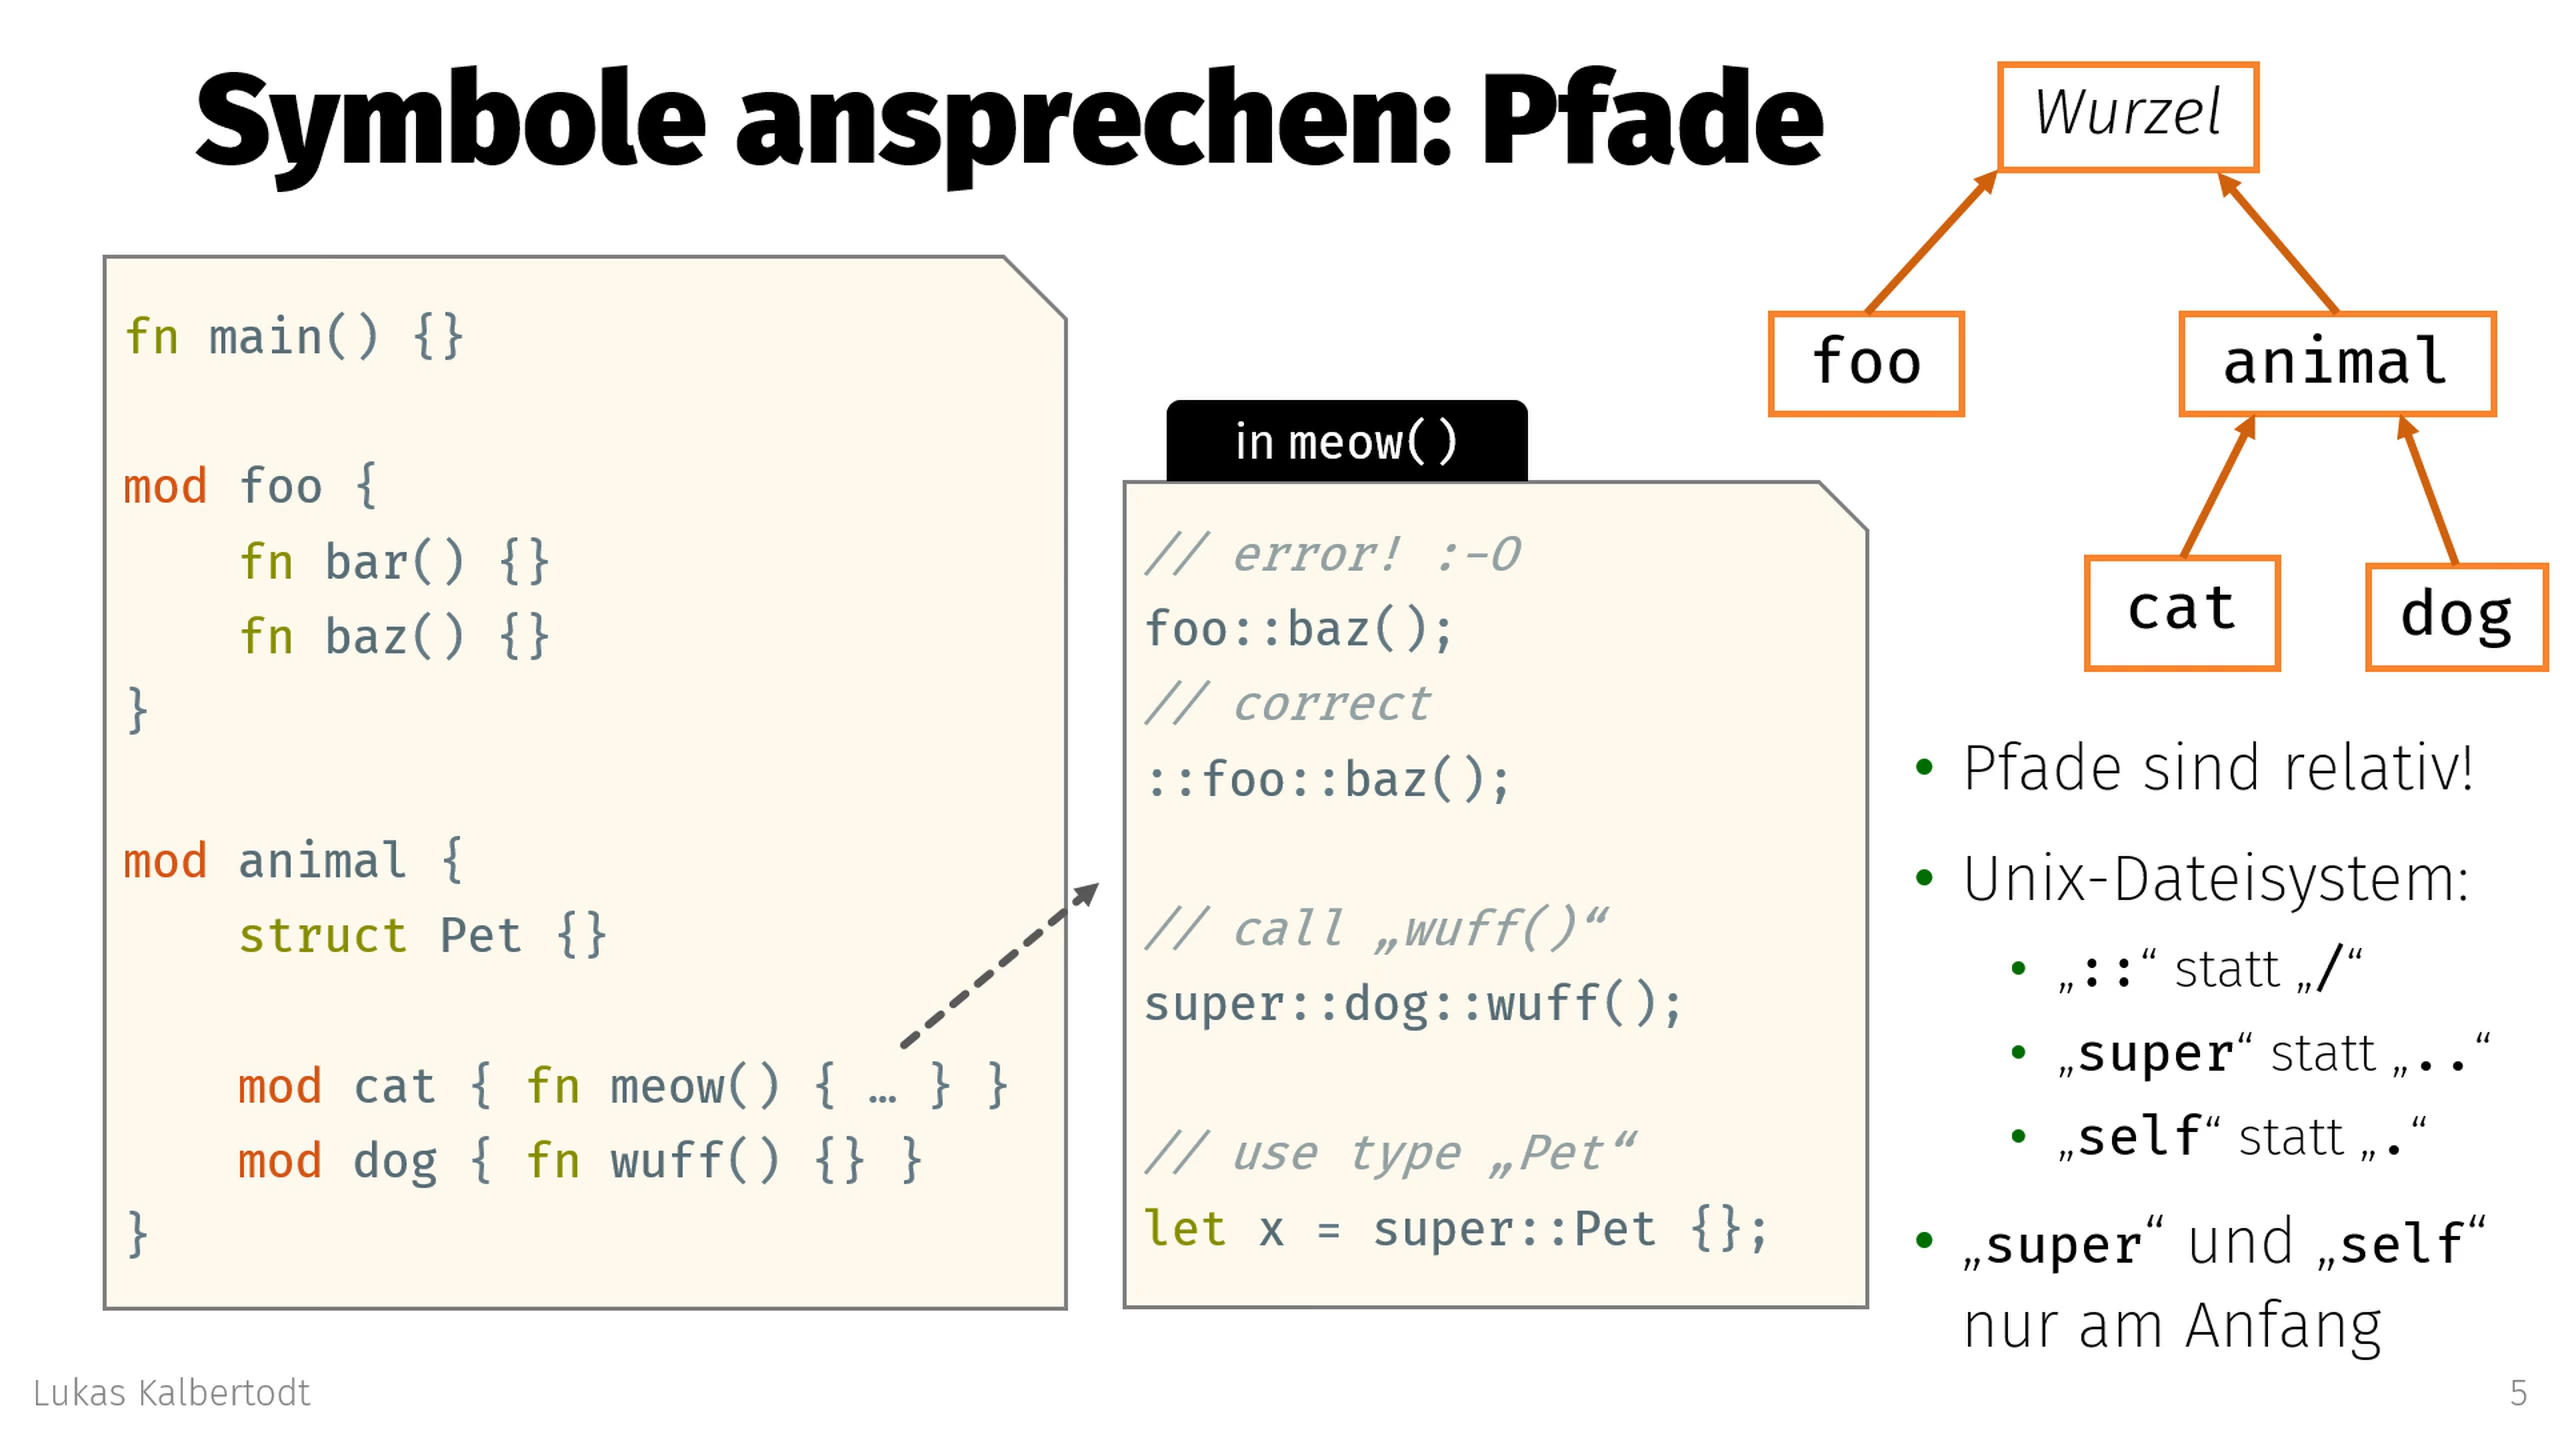 Symbole ansprechen: Pfade
Wurzel
foo
animal
cat
dog
fn main() {}
mod foo {
    fn bar() {}
    fn baz() {}
}
mod animal {
    struct Pet {}
    mod cat { fn meow() { … } }
    mod dog { fn wuff() {} }
}
in meow()
// error! :-O
foo::baz();
// correct
::foo::baz();
// call „wuff()“
super::dog::wuff();
// use type „Pet“
let x = super::Pet {};
• Pfade sind relativ!
• Unix-Dateisystem:
• „::“ statt „/“
• „super“ statt „..“
• „self“ statt „.“
• „super“ und „self“
nur am Anfang
Lukas Kalbertodt
5